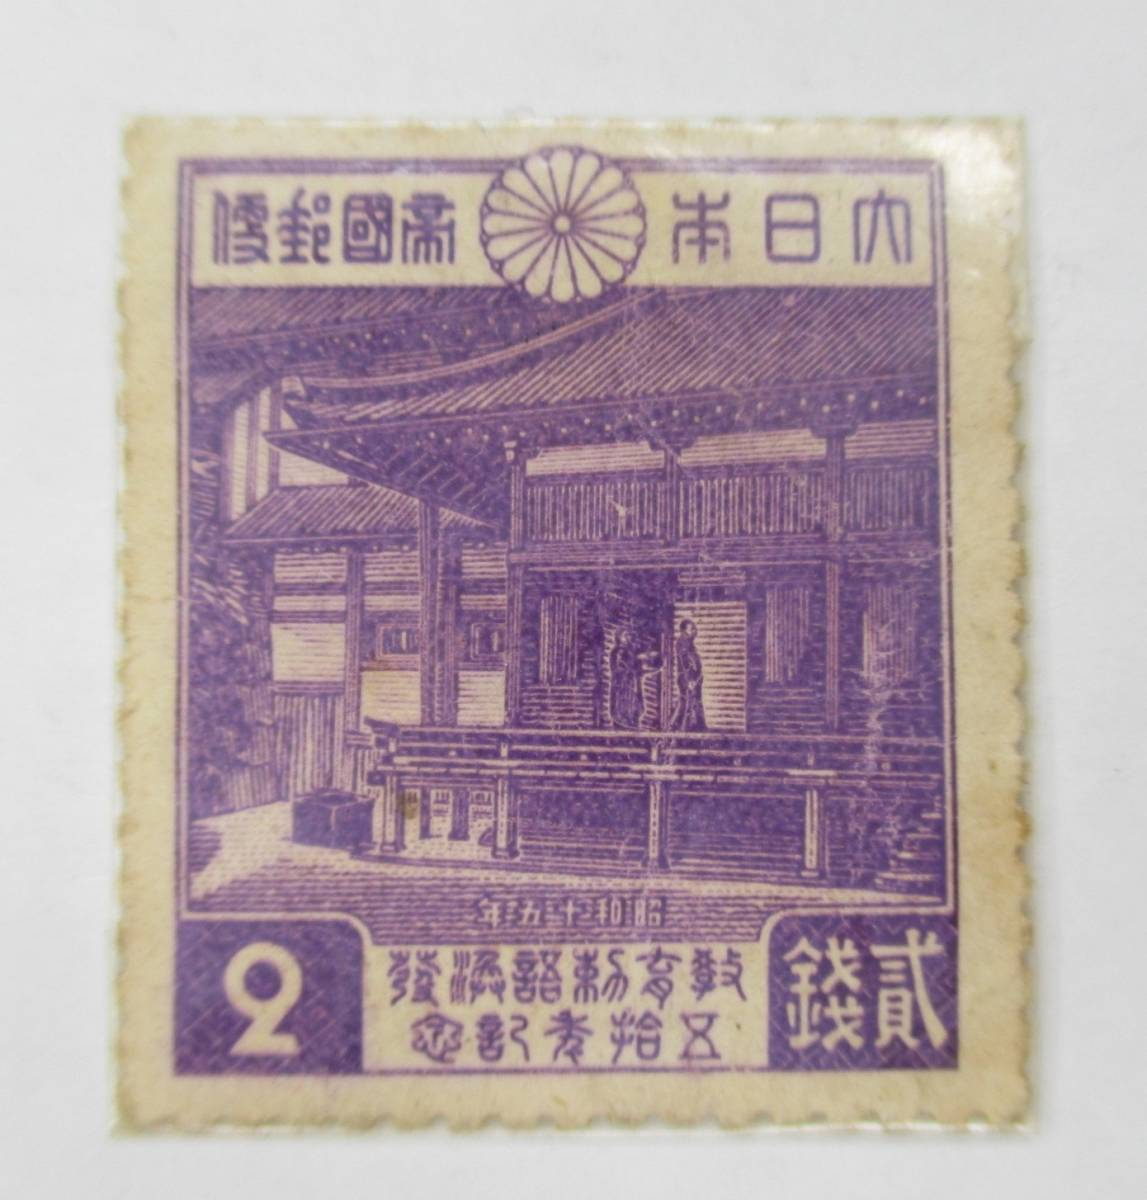 大日本帝國郵便
昭和十五年
教育勅語渙發
五拾年記念
貳錢
2